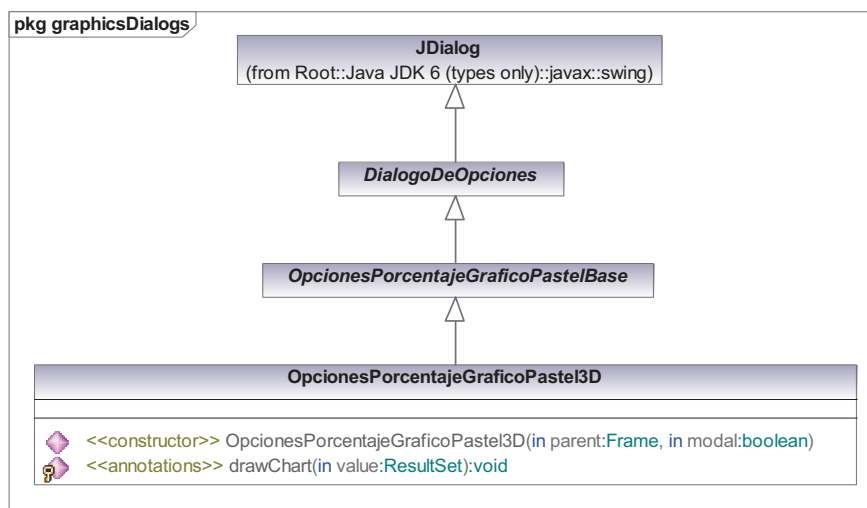 pkg graphicsDialogs
JDialog
(from Root::Java JDK 6 (types only)::javax::swing)
DialogoDeOpciones
OpcionesPorcentajeGraficoPastelBase
OpcionesPorcentajeGraficoPastel3D
<<constructor>> OpcionesPorcentajeGraficoPastel3D(in parent:Frame, in modal:boolean)
<<annotations>> drawChart(in value:ResultSet):void